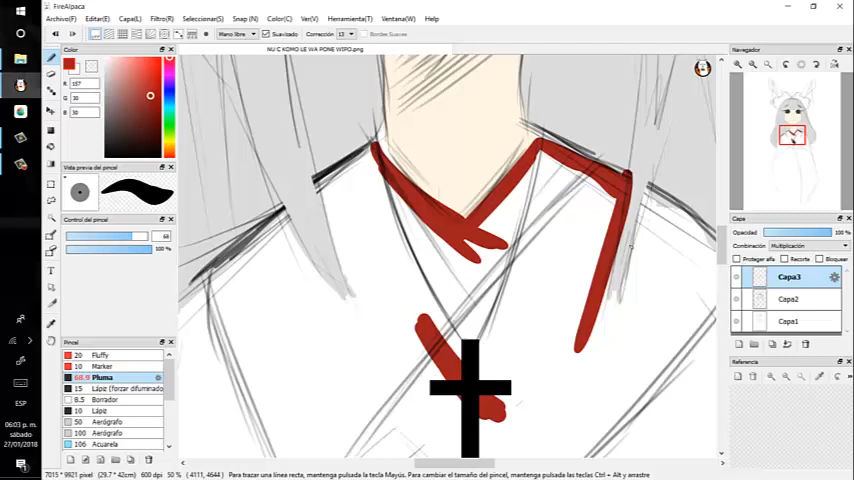 FireAlpaca
Archivo(F) Editar(E) Capa(L) Filtro(R) Seleccionar(S) Snap (N) Color(C) Ver(V) Herramienta(T) Ventana(W) Help
Mano libre Suavizado Corrección 13 Bordes Suaves
NU C KOMO LE WA PONE WIPO.png
Color
R 157
G 30
B 30
Vista previa del pincel
Control del pincel
68
100 %
Pincel
20 Fluffy
10 Marker
68.9 Pluma
15 Lápiz (forzar difuminado
8.5 Borrador
10 Lápiz
50 Aerógrafo
100 Aerógrafo
106 Acuarela
Navegador
Capa
Opacidad 100 %
Combinación Multiplicación
Proteger alfa Recorte Bloquear
Capa3
Capa2
Capa1
Referencia
ESP
06:03 p. m.
sábado
27/01/2018
7015 * 9921 pixel (29.7 * 42cm) 600 dpi 50 % ( 4111, 4644 ) Para trazar una línea recta, mantenga pulsada la tecla Mayús. Para cambiar el tamaño del pincel, mantenga pulsada las teclas Ctrl + Alt y arrastre